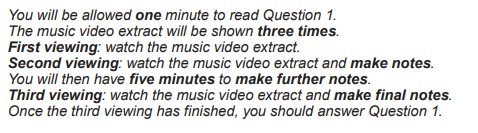 You will be allowed one minute to read Question 1.
The music video extract will be shown three times.
First viewing: watch the music video extract.
Second viewing: watch the music video extract and make notes.
You will then have five minutes to make further notes.
Third viewing: watch the music video extract and make final notes.
Once the third viewing has finished, you should answer Question 1.